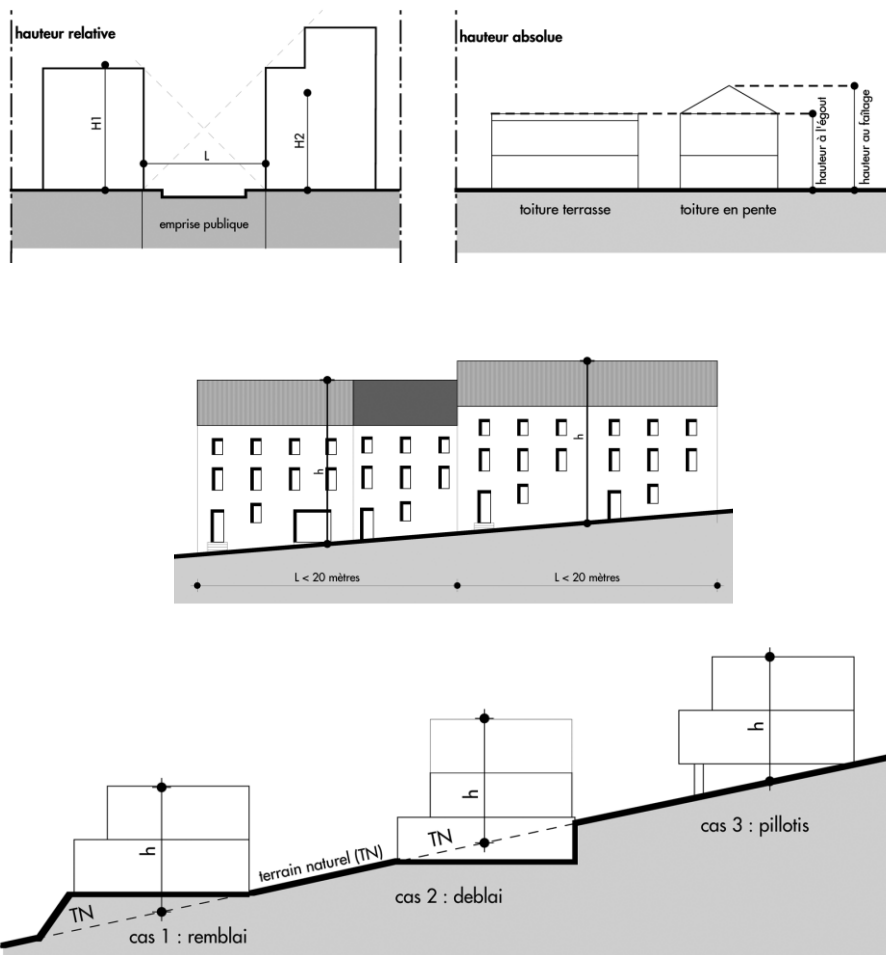 hauteur relative
H1
L
H2
emprise publique
hauteur absolue
hauteur à l'égout
hauteur au faîtage
toiture terrasse
toiture en pente
h
h
L < 20 mètres
L < 20 mètres
h
TN
cas 1 : remblai
terrain naturel (TN)
h
TN
cas 2 : deblai
h
cas 3 : pillotis